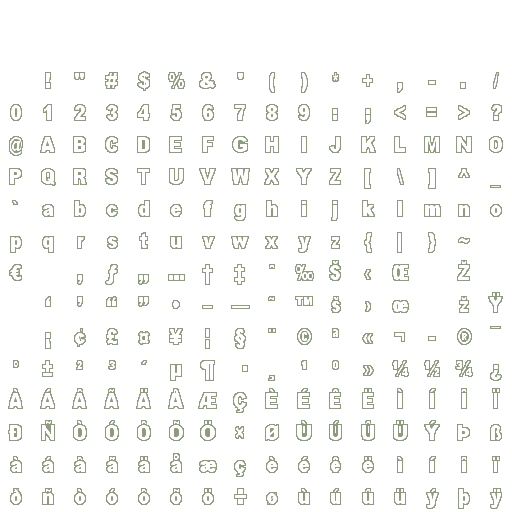 ! " # $ % & ' ( ) * + , - . /
0 1 2 3 4 5 6 7 8 9 : ; < = > ?
@ A B C D E F G H I J K L M N O
P Q R S T U V W X Y Z [ \ ] ^ _
` a b c d e f g h i j k l m n o
p q r s t u v w x y z { | } ~
€ ‚ ƒ „ … † ‡ ˆ ‰ Š ‹ Œ Ž
‘ ’ “ ” • – — ˜ ™ š › œ ž Ÿ
¡ ¢ £ ¤ ¥ ¦ § ¨ © ª « ¬ - ® ¯
° ± ² ³ ´ µ ¶ · ¸ ¹ º » ¼ ½ ¾ ¿
À Á Â Ã Ä Å Æ Ç È É Ê Ë Ì Í Î Ï
Ð Ñ Ò Ó Ô Õ Ö × Ø Ù Ú Û Ü Ý Þ ß
à á â ã ä å æ ç è é ê ë ì í î ï
ð ñ ò ó ô õ ö ÷ ø ù ú û ü ý þ ÿ